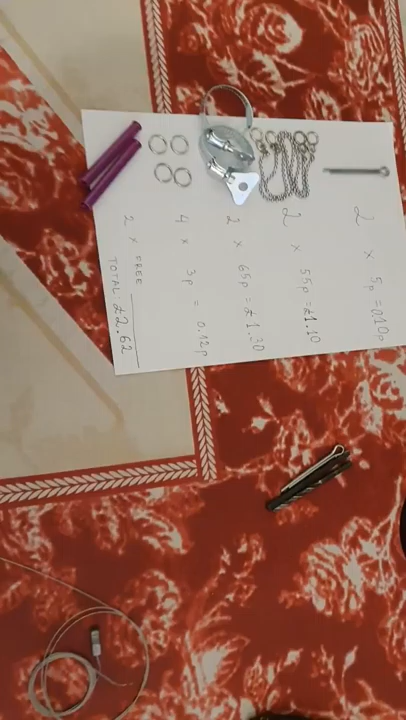 2 x 5p = 0.10p
2 x 55p = £1.10
2 x 65p = £1.30
4 x 3p = 0.12p
2 x FREE
TOTAL: £2.62